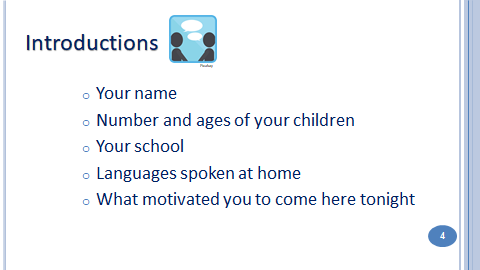 Introductions
Pixabay
Your name
Number and ages of your children
Your school
Languages spoken at home
What motivated you to come here tonight
4